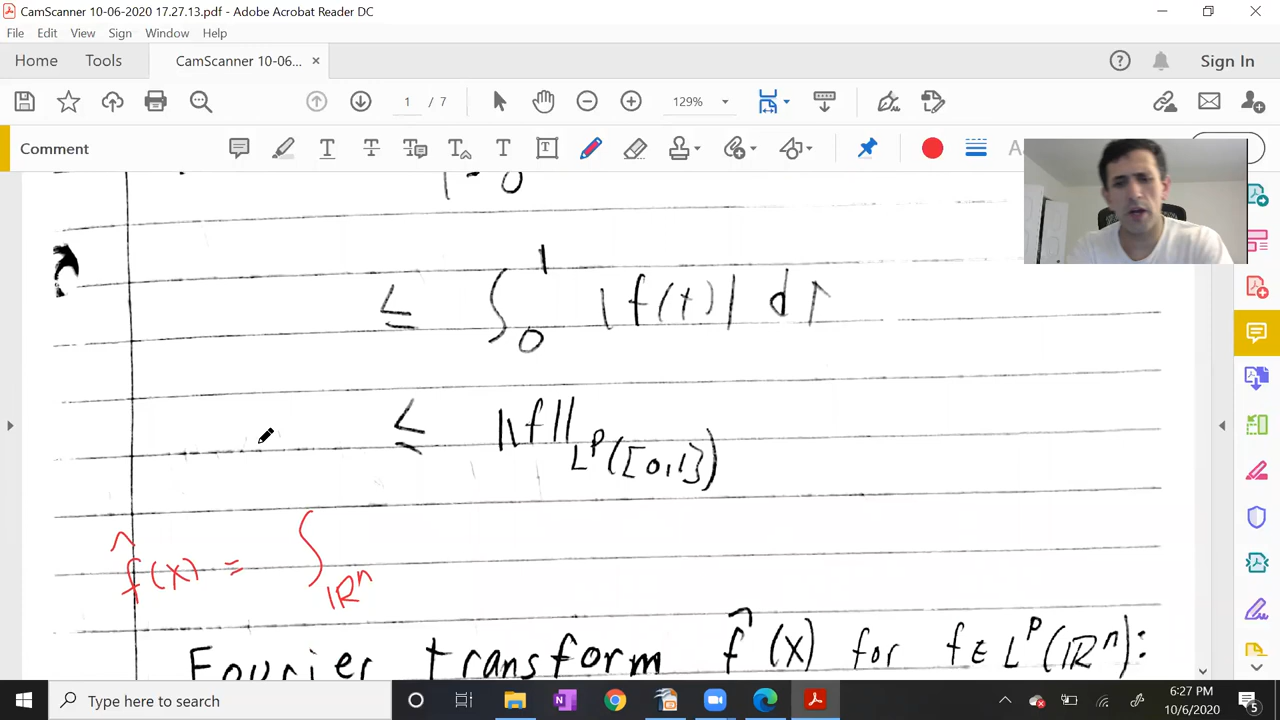 CamScanner 10-06-2020 17.27.13.pdf - Adobe Acrobat Reader DC
File Edit View Sign Window Help
Home Tools CamScanner 10-06... × Sign In
1 / 7 129%
Comment
≤ ∫₀¹ |f(t)| dt
≤ ||f||_{L^p([0,1])}
f̂(x) = ∫_{ℝⁿ}
Fourier transform f̂(x) for f∈L^p(ℝⁿ):
Type here to search
6:27 PM
10/6/2020
5